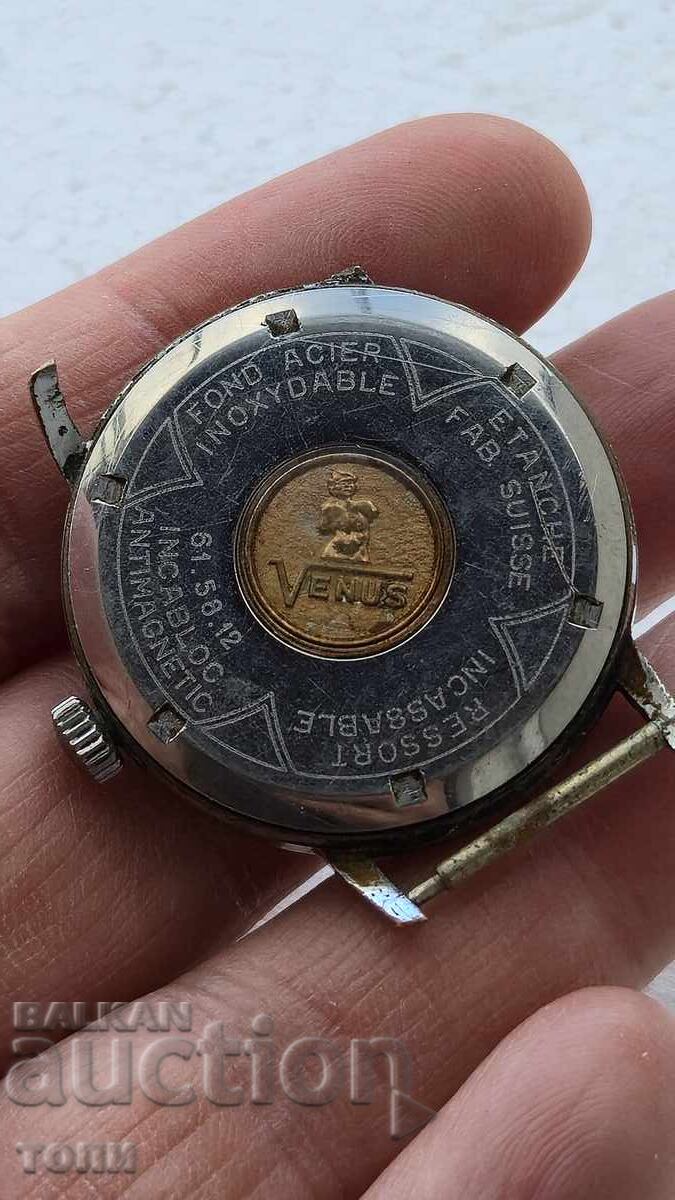 FOND ACIER
INOXYDABLE
ETANCHE
FAB. SUISSE
RESSORT
INCASSABLE
ANTIMAGNETIC
INCABLOC
61.58.12
VENUS
BALKAN
auction
ТОПИ